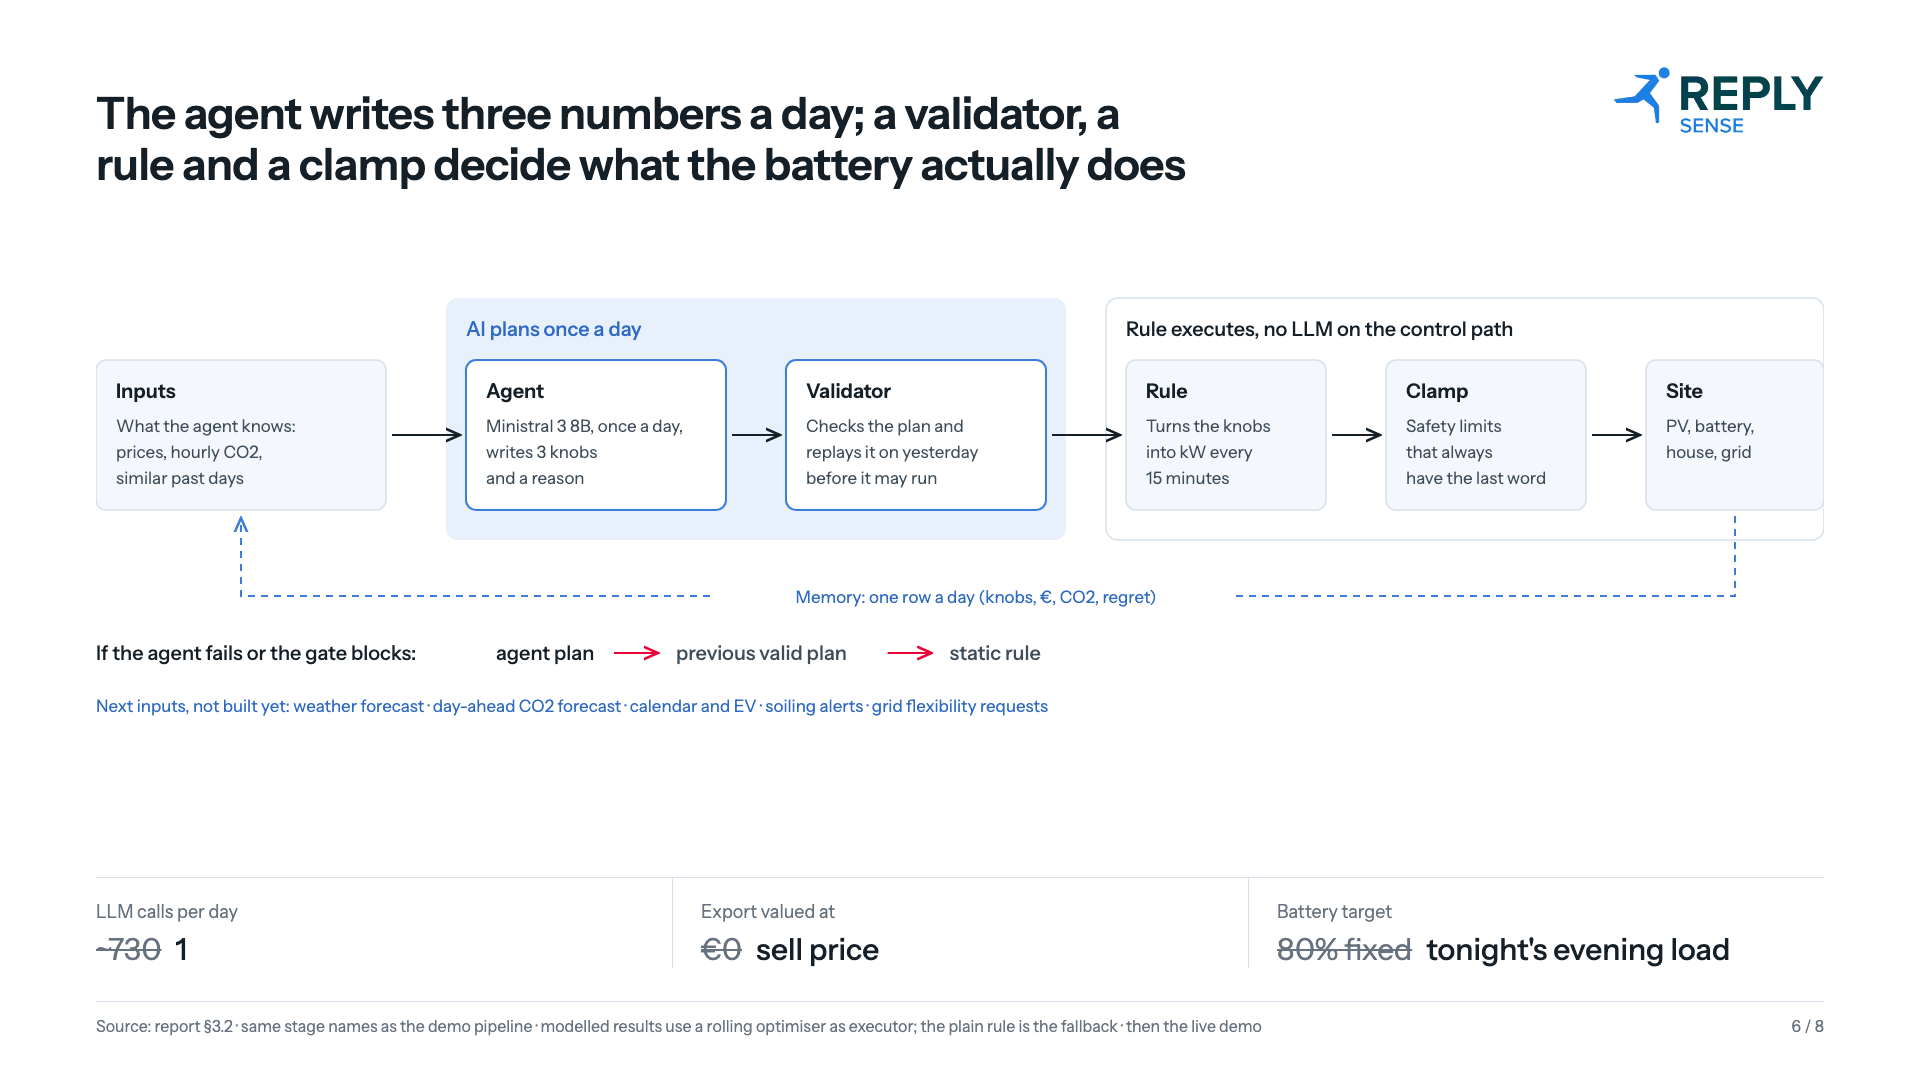 The agent writes three numbers a day; a validator, a
rule and a clamp decide what the battery actually does
REPLY
SENSE
AI plans once a day
Rule executes, no LLM on the control path
Inputs
What the agent knows:
prices, hourly CO2,
similar past days
Agent
Ministral 3 8B, once a day,
writes 3 knobs
and a reason
Validator
Checks the plan and
replays it on yesterday
before it may run
Rule
Turns the knobs
into kW every
15 minutes
Clamp
Safety limits
that always
have the last word
Site
PV, battery,
house, grid
Memory: one row a day (knobs, €, CO2, regret)
If the agent fails or the gate blocks: agent plan previous valid plan static rule
Next inputs, not built yet: weather forecast · day-ahead CO2 forecast · calendar and EV · soiling alerts · grid flexibility requests
LLM calls per day
~730 1
Export valued at
€0 sell price
Battery target
80% fixed tonight's evening load
Source: report §3.2 · same stage names as the demo pipeline · modelled results use a rolling optimiser as executor; the plain rule is the fallback · then the live demo
6 / 8